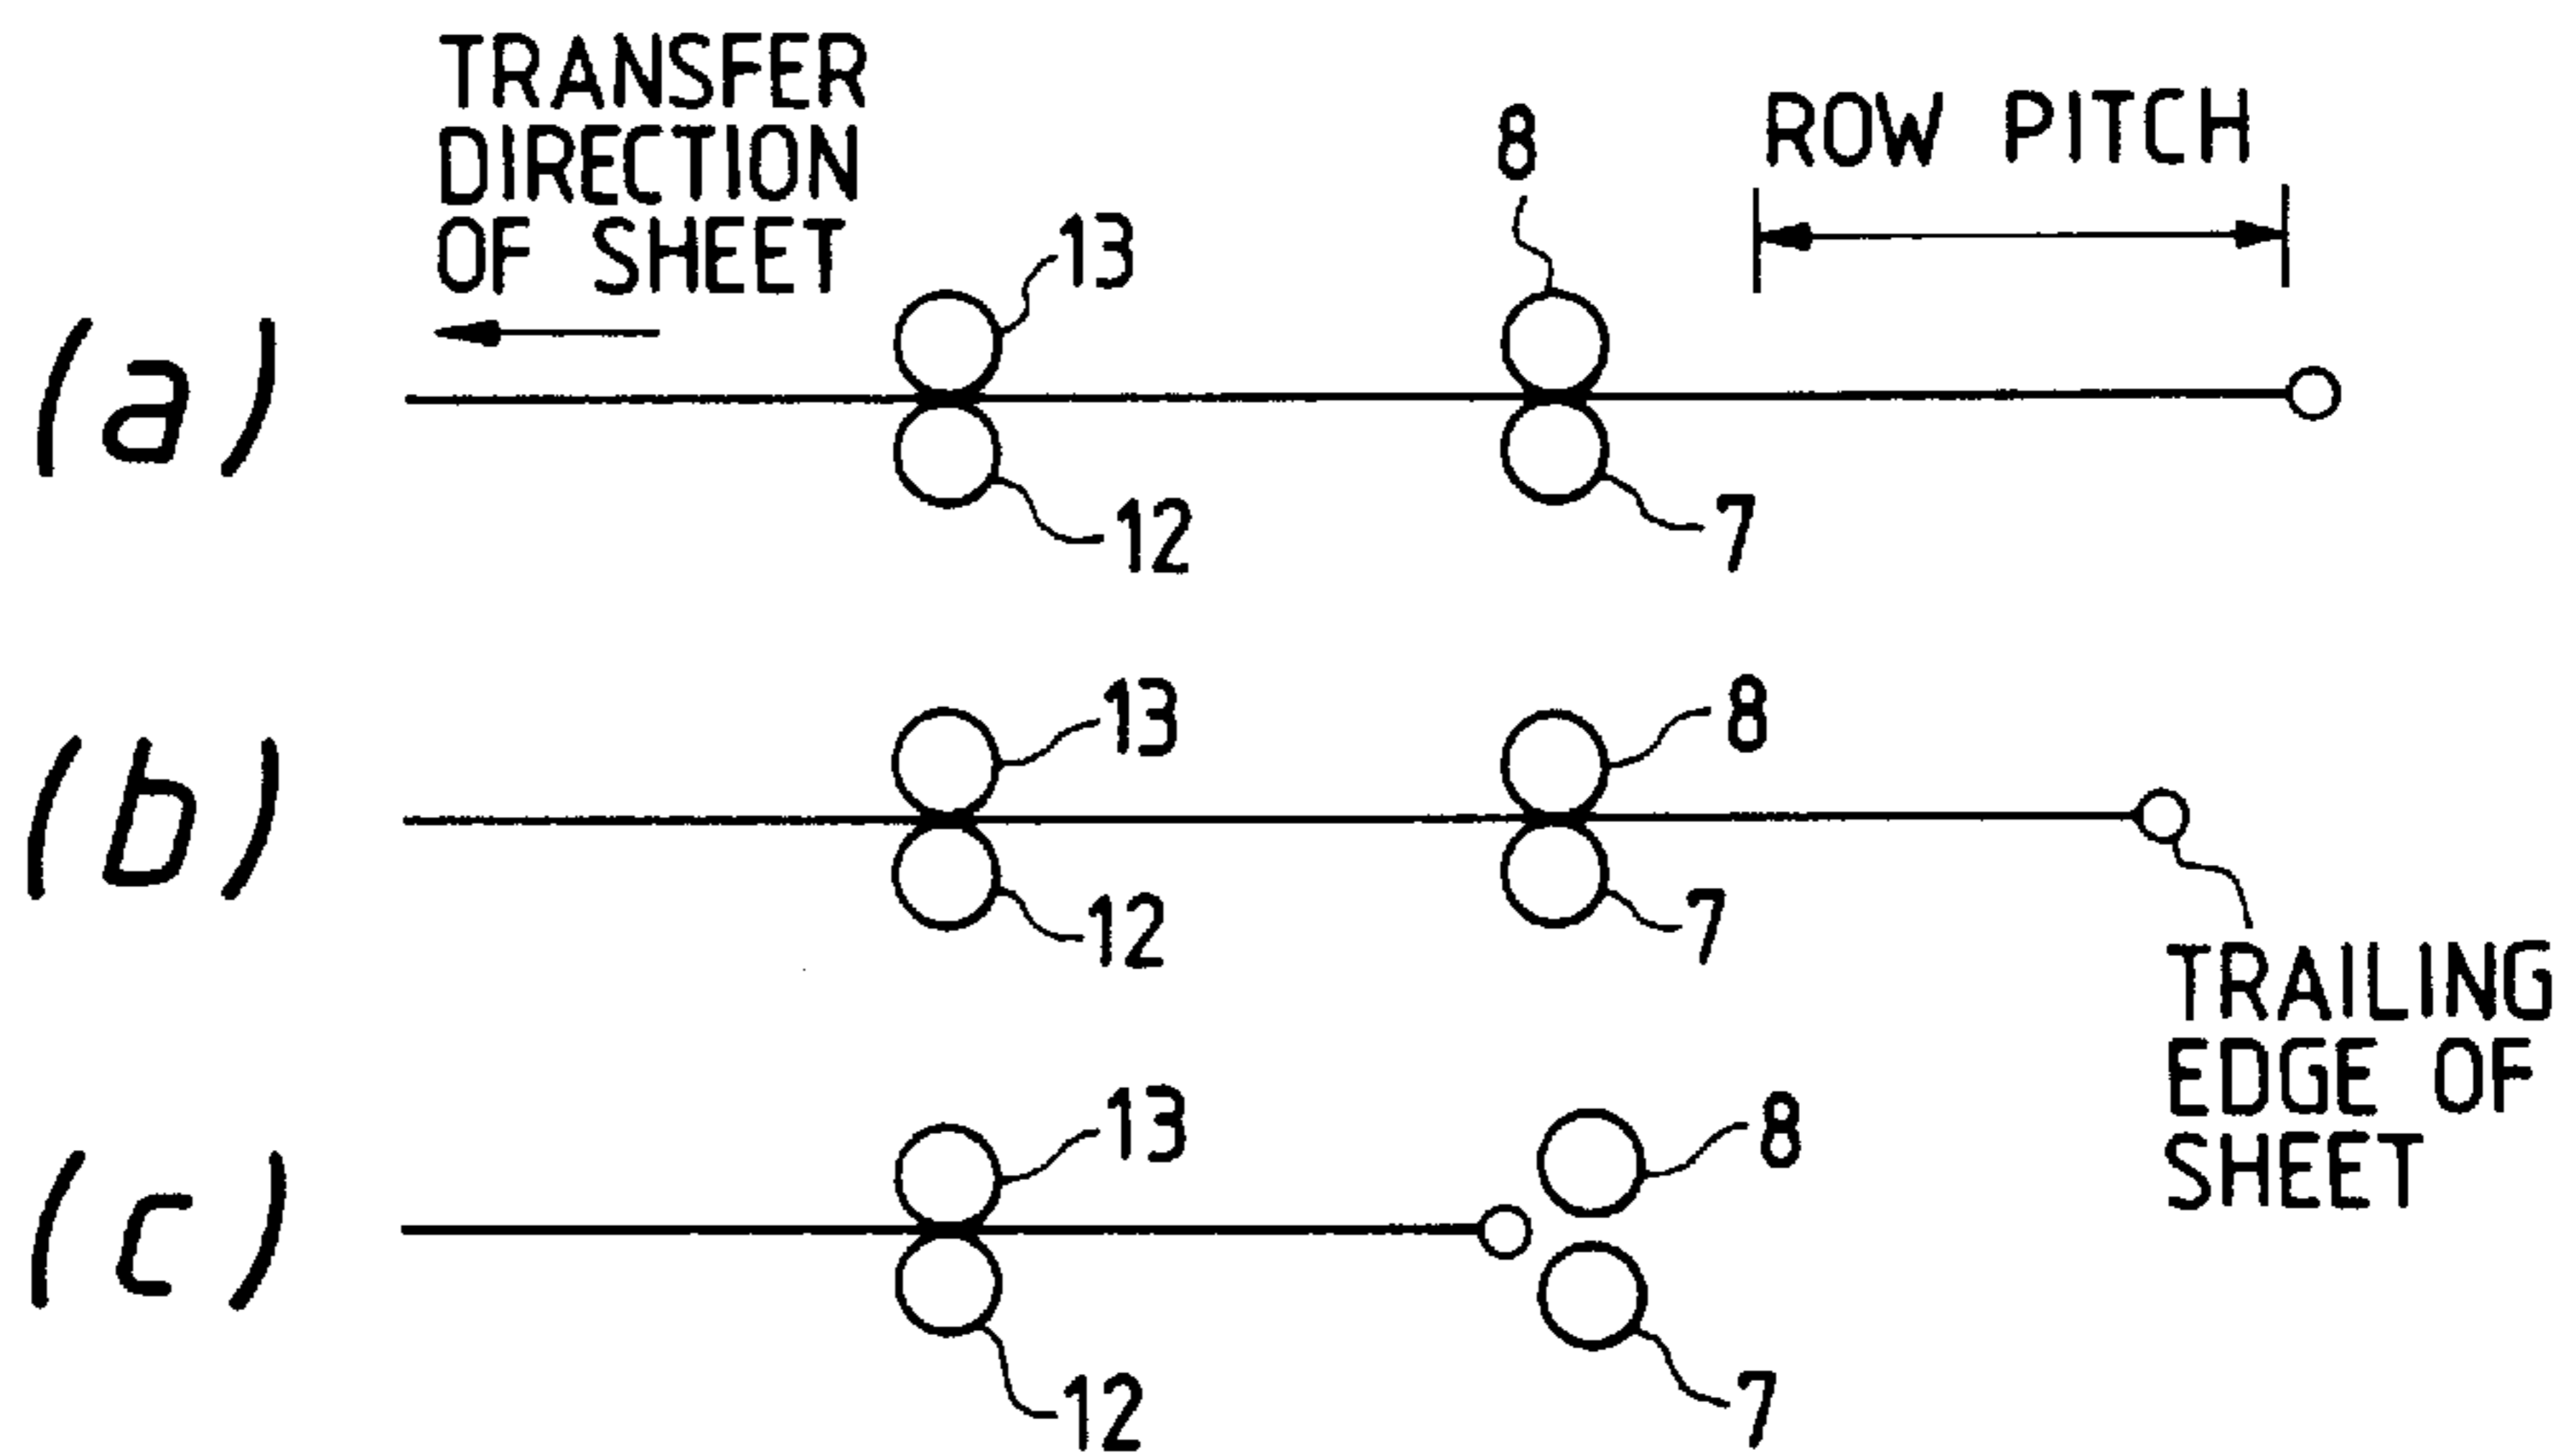 TRANSFER
DIRECTION
OF SHEET
8
ROW PITCH
13
(a)
12
7
13
8
(b)
12
7
TRAILING
EDGE OF
SHEET
13
8
(c)
12
7